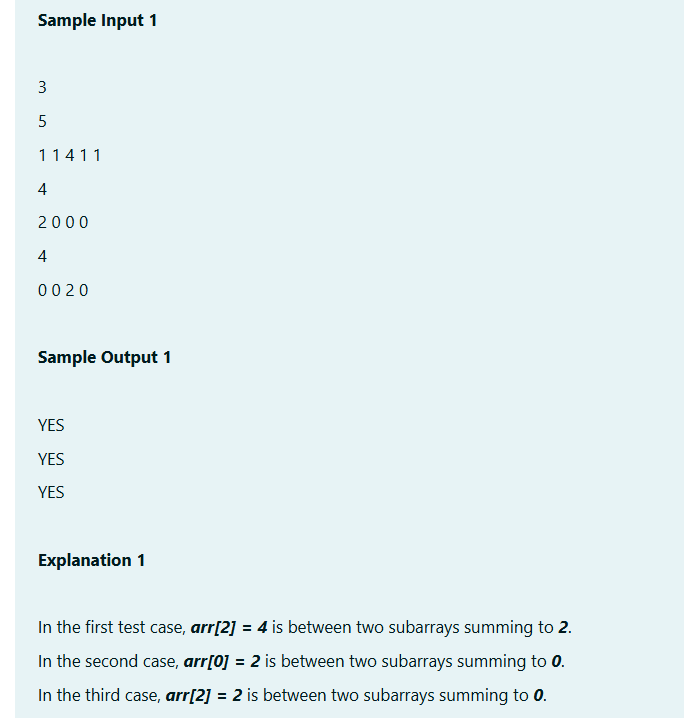 Sample Input 1
3
5
1 1 4 1 1
4
2 0 0 0
4
0 0 2 0
Sample Output 1
YES
YES
YES
Explanation 1
In the first test case, arr[2] = 4 is between two subarrays summing to 2.
In the second case, arr[0] = 2 is between two subarrays summing to 0.
In the third case, arr[2] = 2 is between two subarrays summing to 0.